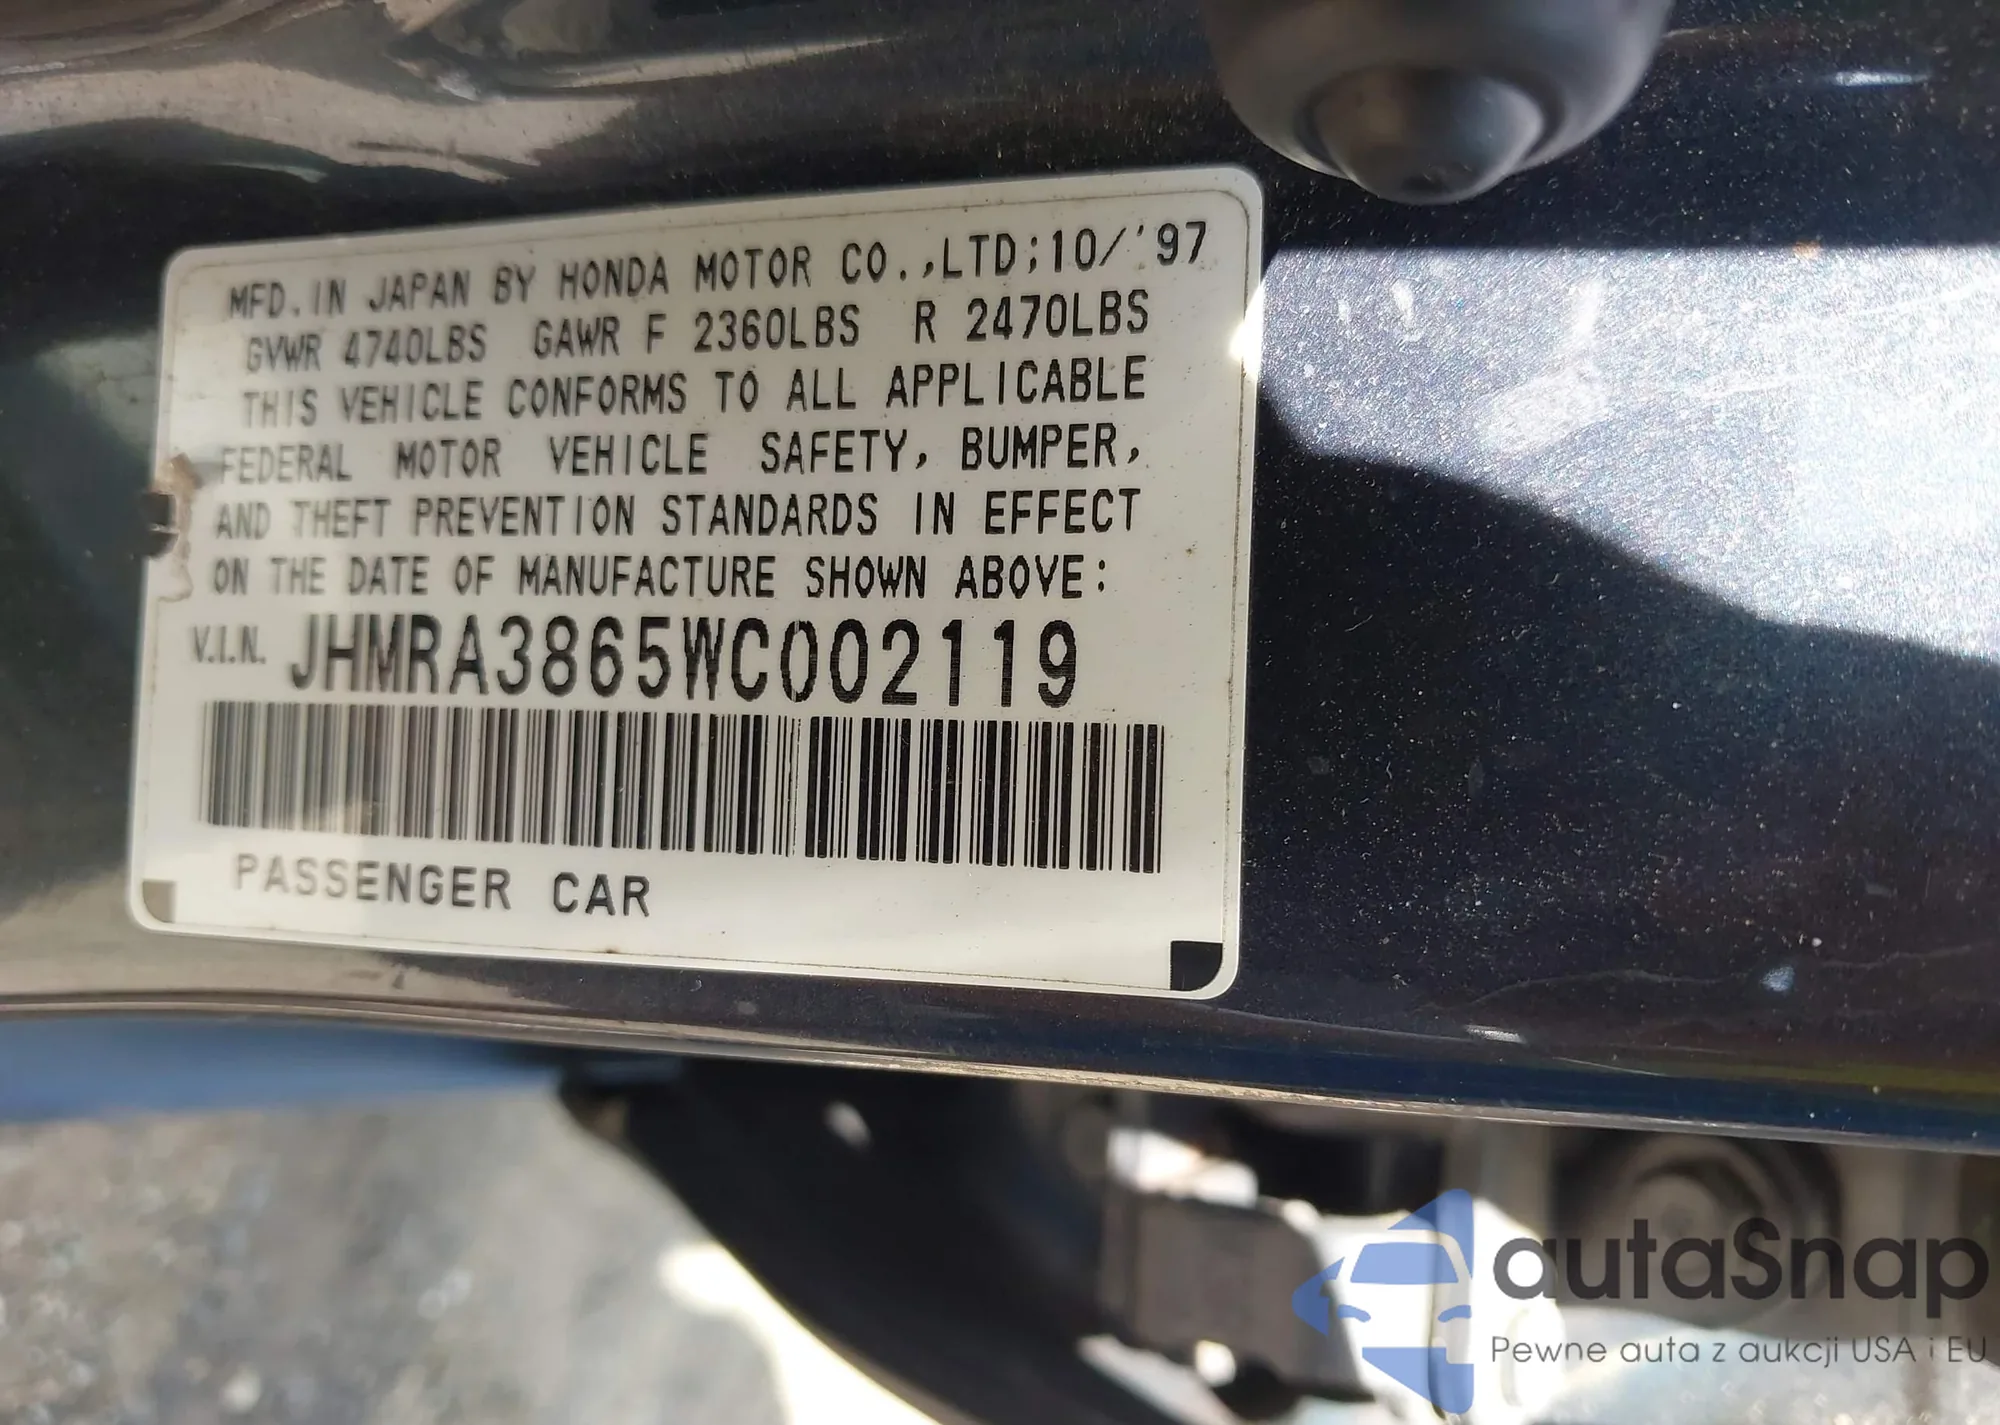 MFD. IN JAPAN BY HONDA MOTOR CO.,LTD;10/'97
GVWR 4740LBS GAWR F 2360LBS R 2470LBS
THIS VEHICLE CONFORMS TO ALL APPLICABLE
FEDERAL MOTOR VEHICLE SAFETY, BUMPER,
AND THEFT PREVENTION STANDARDS IN EFFECT
ON THE DATE OF MANUFACTURE SHOWN ABOVE:
V.I.N. JHMRA3865WC002119
PASSENGER CAR
autaSnap
Pewne auta z aukcji USA i EU